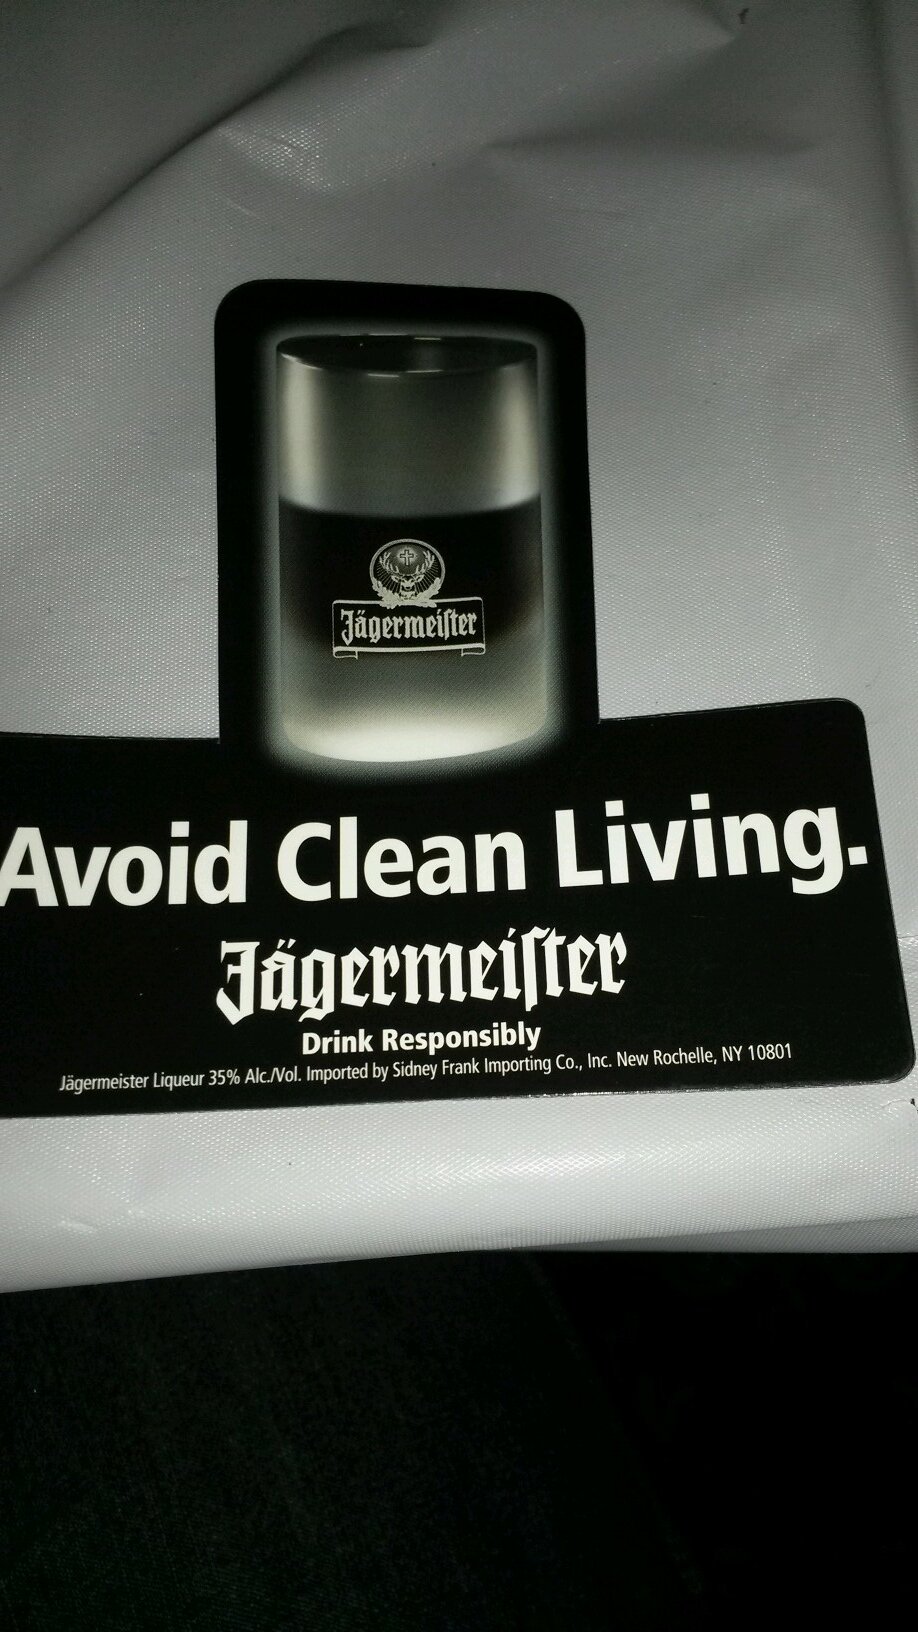 Jägermeiſter
Avoid Clean Living.
Jägermeiſter
Drink Responsibly
Jägermeister Liqueur 35% Alc./Vol. Imported by Sidney Frank Importing Co., Inc. New Rochelle, NY 10801